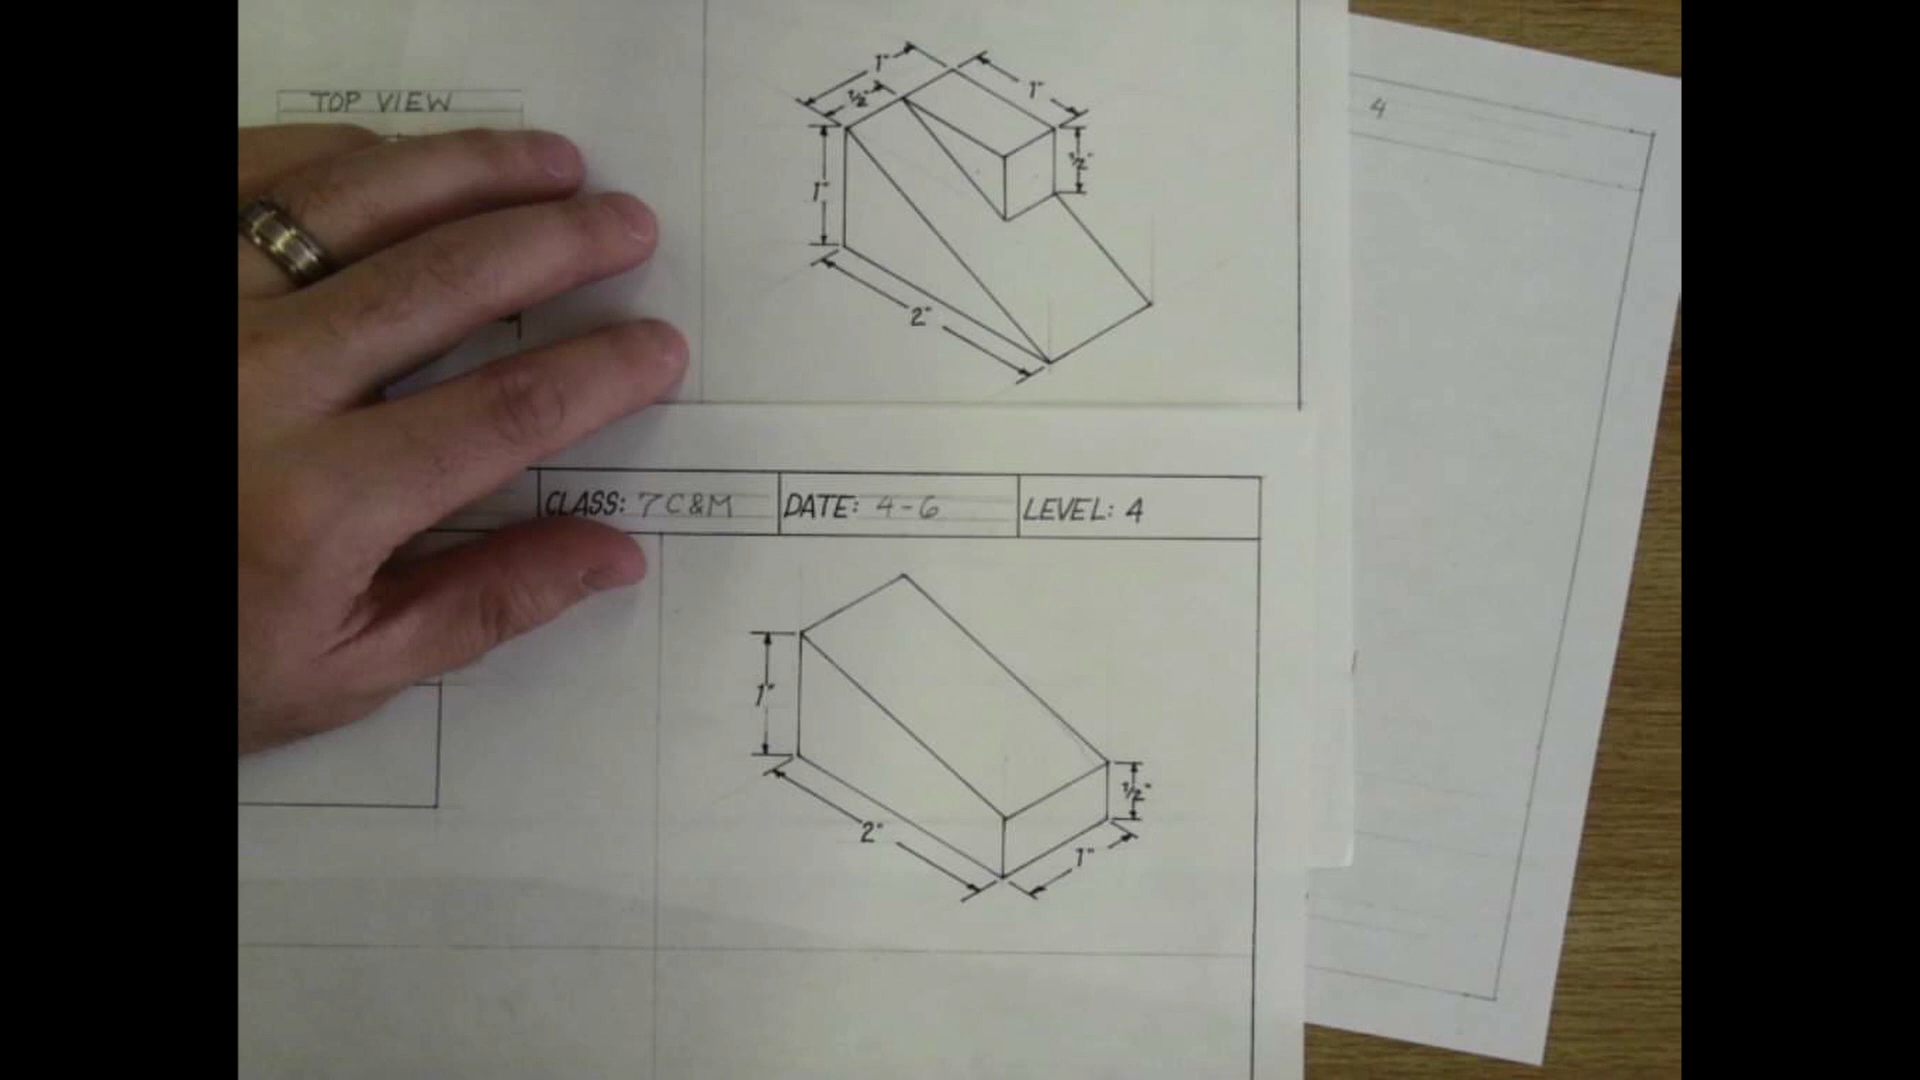 TOP VIEW
1"
1/2"
1"
1/2"
1"
2"
4
CLASS: 7 C&M
DATE: 4-6
LEVEL: 4
1"
1/2"
2"
1"